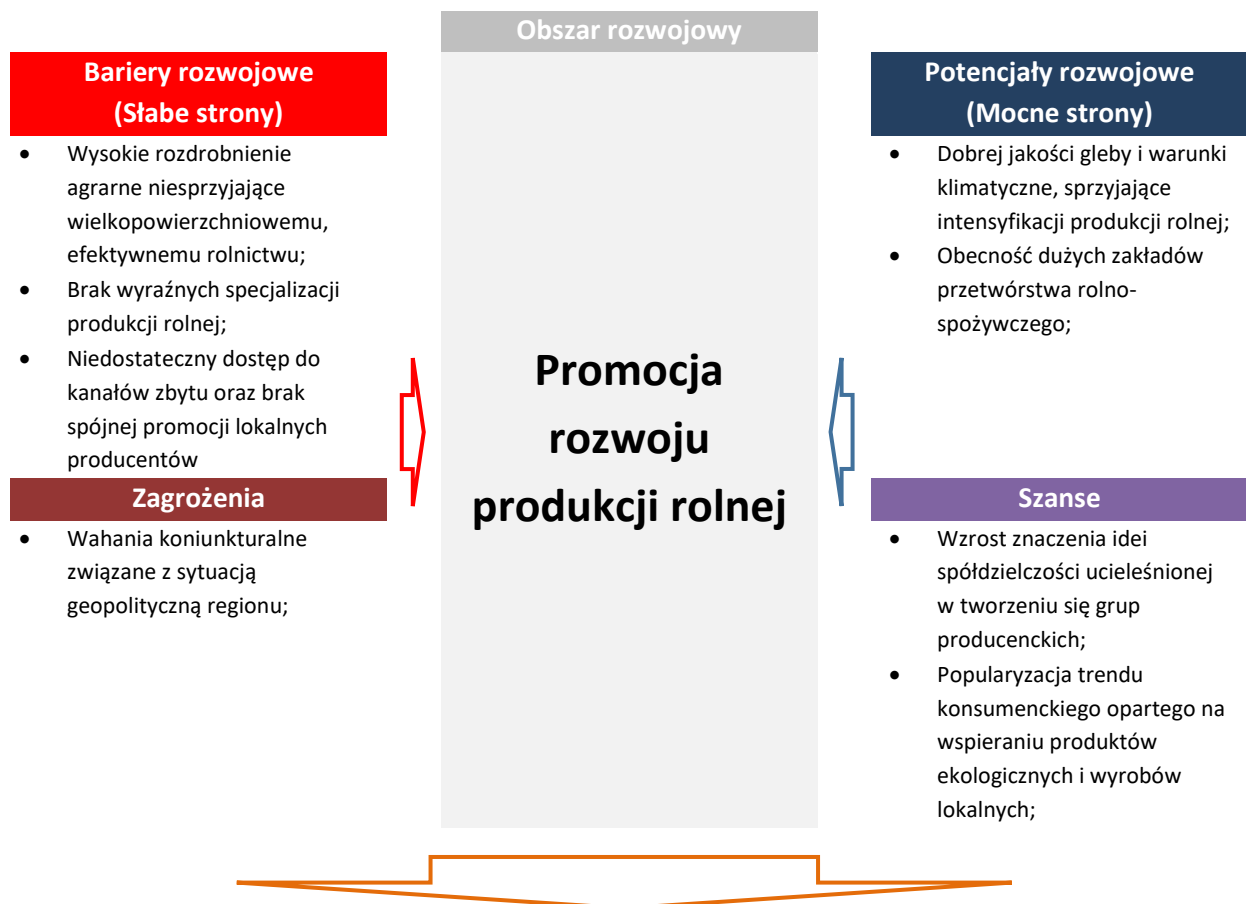 Obszar rozwojowy
Bariery rozwojowe
(Słabe strony)
• Wysokie rozdrobnienie
agrarne niesprzyjające
wielkopowierzchniowemu,
efektywnemu rolnictwu;
• Brak wyraźnych specjalizacji
produkcji rolnej;
• Niedostateczny dostęp do
kanałów zbytu oraz brak
spójnej promocji lokalnych
producentów
Zagrożenia
• Wahania koniunkturalne
związane z sytuacją
geopolityczną regionu;
Promocja
rozwoju
produkcji rolnej
Potencjały rozwojowe
(Mocne strony)
• Dobrej jakości gleby i warunki
klimatyczne, sprzyjające
intensyfikacji produkcji rolnej;
• Obecność dużych zakładów
przetwórstwa rolno-
spożywczego;
Szanse
• Wzrost znaczenia idei
spółdzielczości ucieleśnionej
w tworzeniu się grup
producenckich;
• Popularyzacja trendu
konsumenckiego opartego na
wspieraniu produktów
ekologicznych i wyrobów
lokalnych;